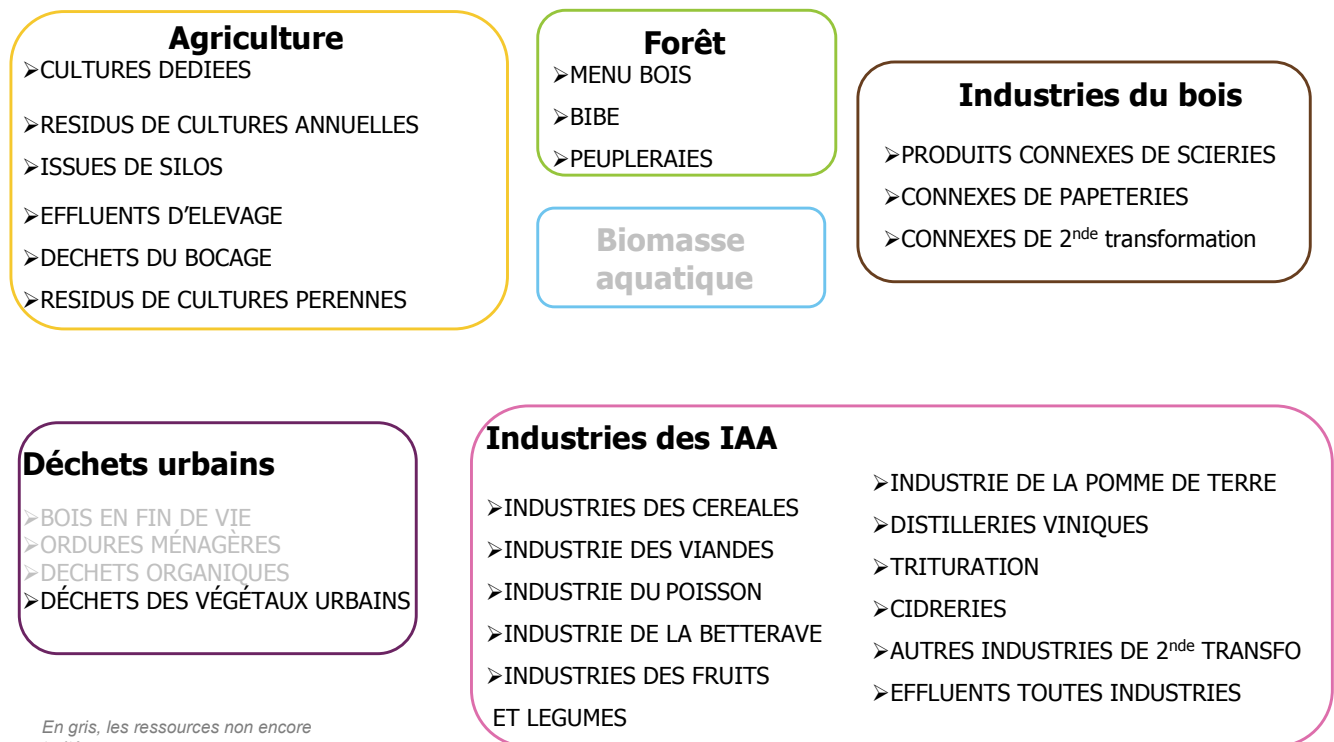 Agriculture
➢CULTURES DEDIEES
➢RESIDUS DE CULTURES ANNUELLES
➢ISSUES DE SILOS
➢EFFLUENTS D’ELEVAGE
➢DECHETS DU BOCAGE
➢RESIDUS DE CULTURES PERENNES
Forêt
➢MENU BOIS
➢BIBE
➢PEUPLERAIES
Biomasse
aquatique
Industries du bois
➢PRODUITS CONNEXES DE SCIERIES
➢CONNEXES DE PAPETERIES
➢CONNEXES DE 2nde transformation
Déchets urbains
➢BOIS EN FIN DE VIE
➢ORDURES MÉNAGÈRES
➢DECHETS ORGANIQUES
➢DÉCHETS DES VÉGÉTAUX URBAINS
Industries des IAA
➢INDUSTRIES DES CEREALES
➢INDUSTRIE DES VIANDES
➢INDUSTRIE DU POISSON
➢INDUSTRIE DE LA BETTERAVE
➢INDUSTRIES DES FRUITS
ET LEGUMES
➢INDUSTRIE DE LA POMME DE TERRE
➢DISTILLERIES VINIQUES
➢TRITURATION
➢CIDRERIES
➢AUTRES INDUSTRIES DE 2nde TRANSFO
➢EFFLUENTS TOUTES INDUSTRIES
En gris, les ressources non encore